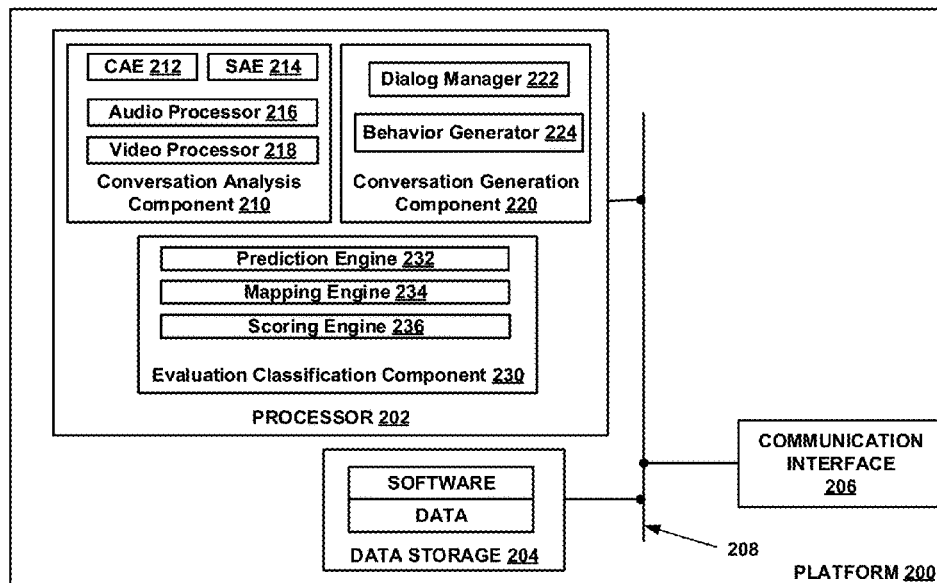 CAE 212
SAE 214
Audio Processor 216
Video Processor 218
Conversation Analysis
Component 210
Dialog Manager 222
Behavior Generator 224
Conversation Generation
Component 220
Prediction Engine 232
Mapping Engine 234
Scoring Engine 236
Evaluation Classification Component 230
PROCESSOR 202
SOFTWARE
DATA
DATA STORAGE 204
COMMUNICATION
INTERFACE
206
208
PLATFORM 200